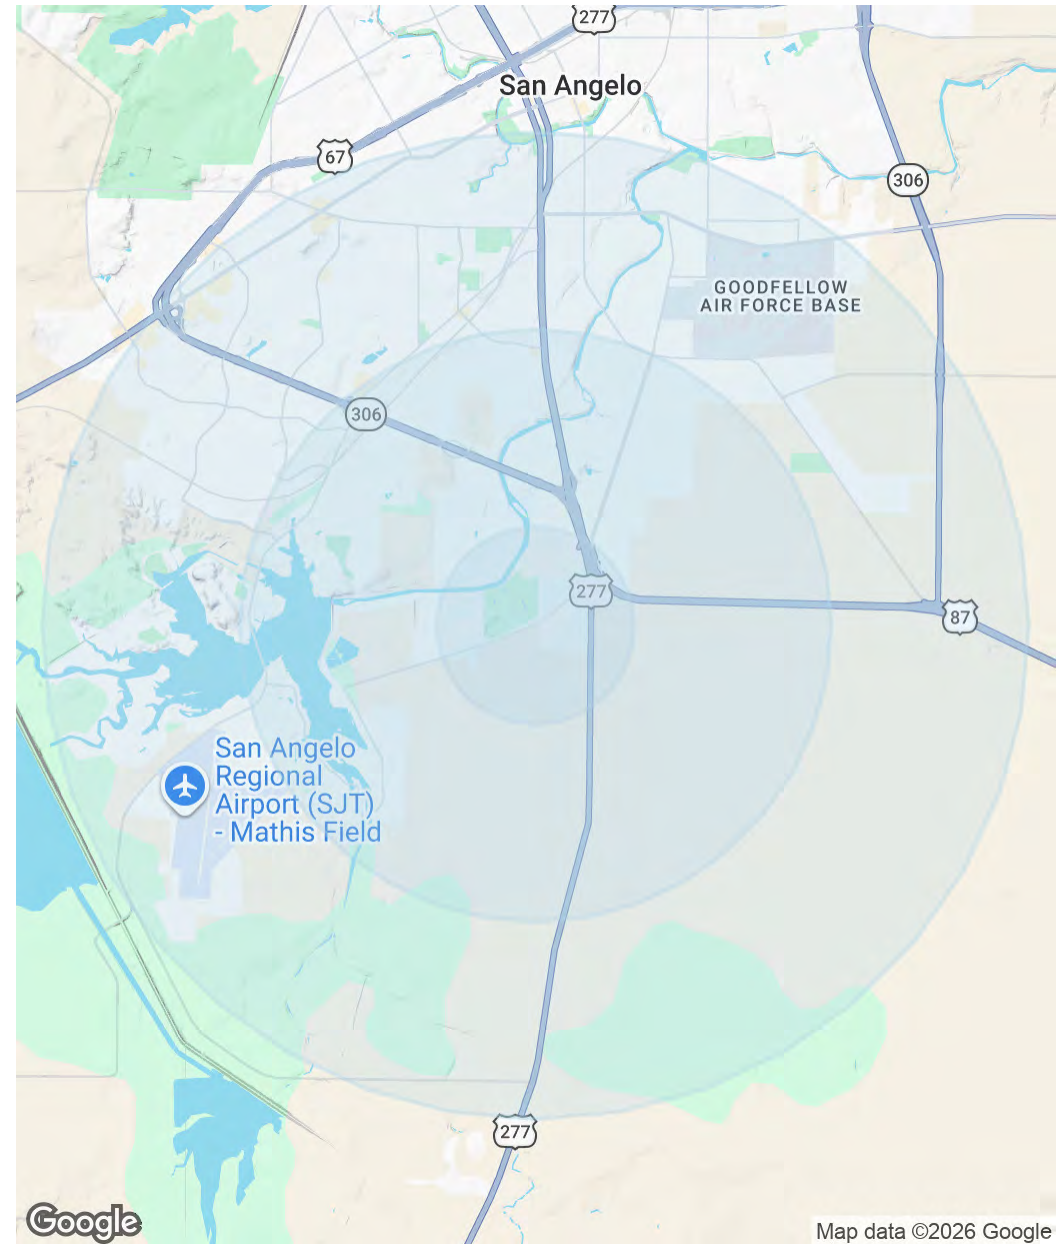 277
San Angelo
67
306
GOODFELLOW
AIR FORCE BASE
306
277
87
San Angelo
Regional
Airport (SJT)
- Mathis Field
277
Google
Map data ©2026 Google